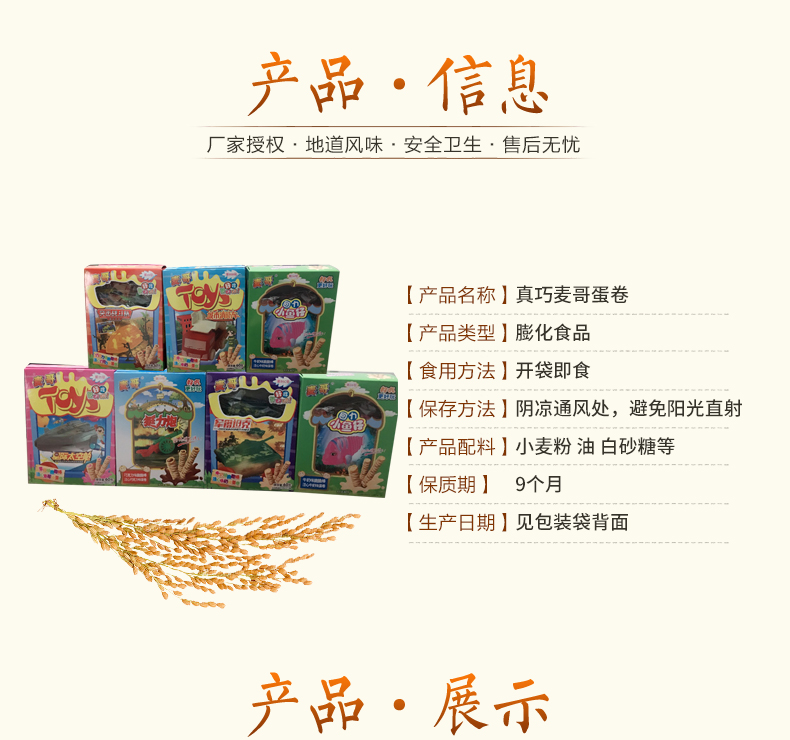 产品·信息
厂家授权·地道风味·安全卫生·售后无忧
【产品名称】真巧麦哥蛋卷
【产品类型】膨化食品
【食用方法】开袋即食
【保存方法】阴凉通风处，避免阳光直射
【产品配料】小麦粉 油 白砂糖等
【保质期】 9个月
【生产日期】见包装袋背面
产品·展示